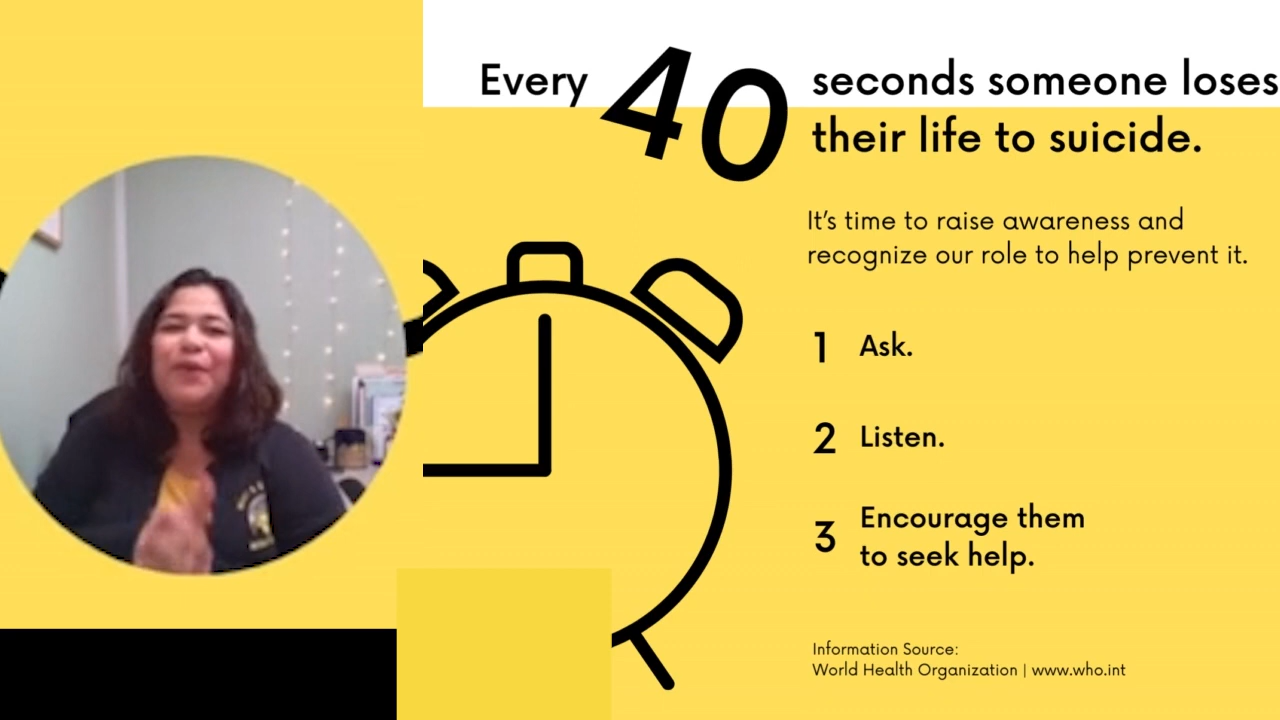 Every 40 seconds someone loses
their life to suicide.
It's time to raise awareness and
recognize our role to help prevent it.
1 Ask.
2 Listen.
3 Encourage them
to seek help.
Information Source:
World Health Organization | www.who.int